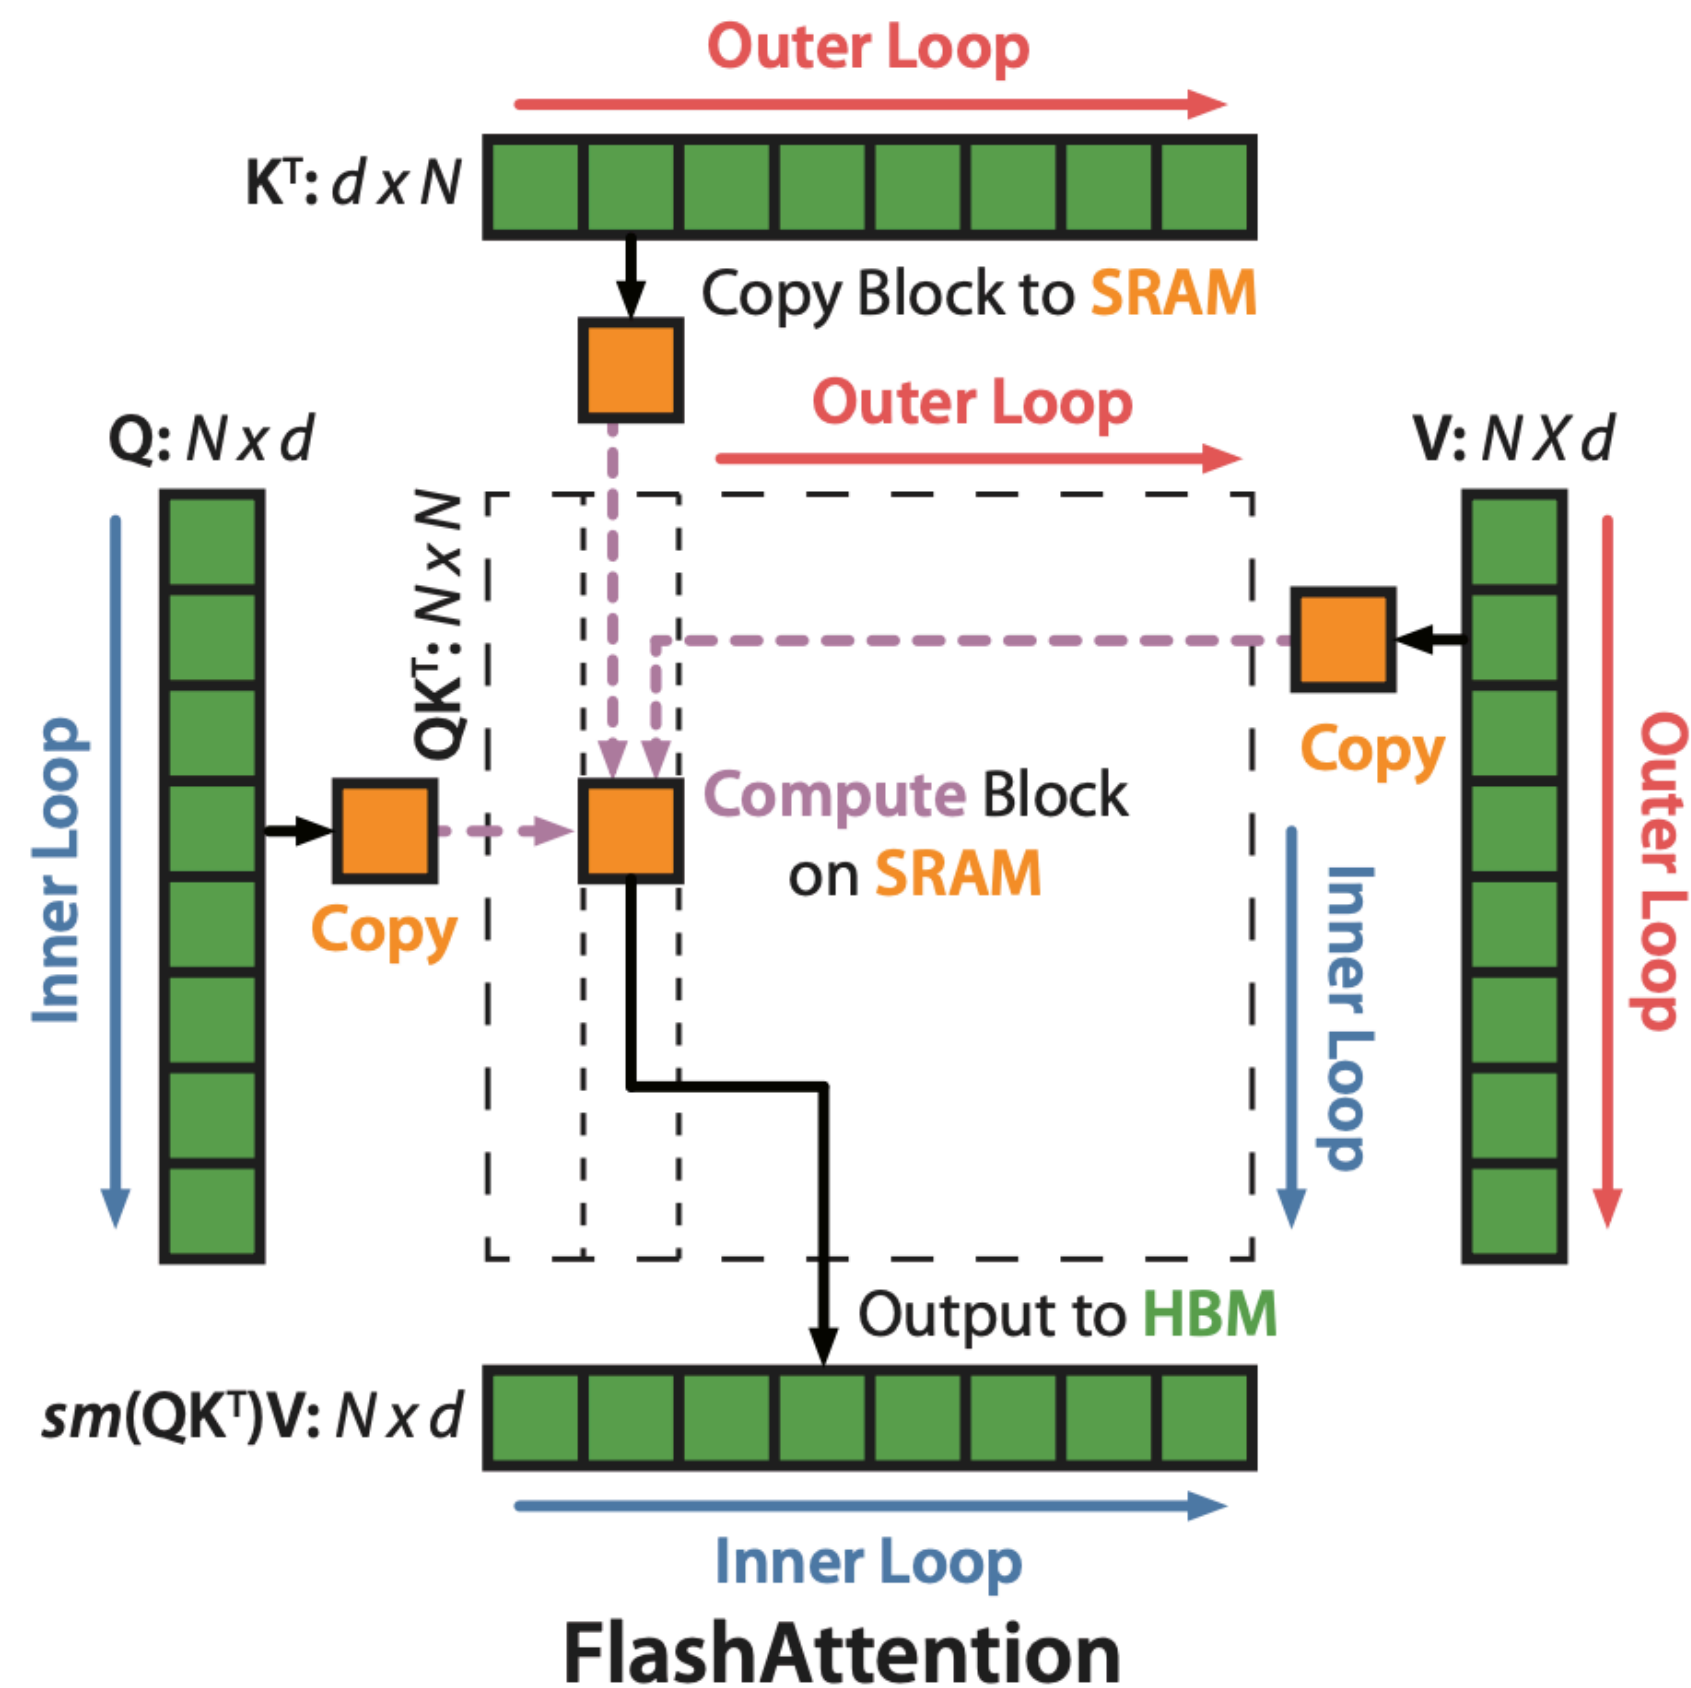 Outer Loop
Kᵀ: d x N
Copy Block to SRAM
Outer Loop
Q: N x d
V: N X d
QKᵀ: N x N
Copy
Compute Block
on SRAM
Copy
Inner Loop
Inner Loop
Outer Loop
Output to HBM
sm(QKᵀ)V: N x d
Inner Loop
FlashAttention